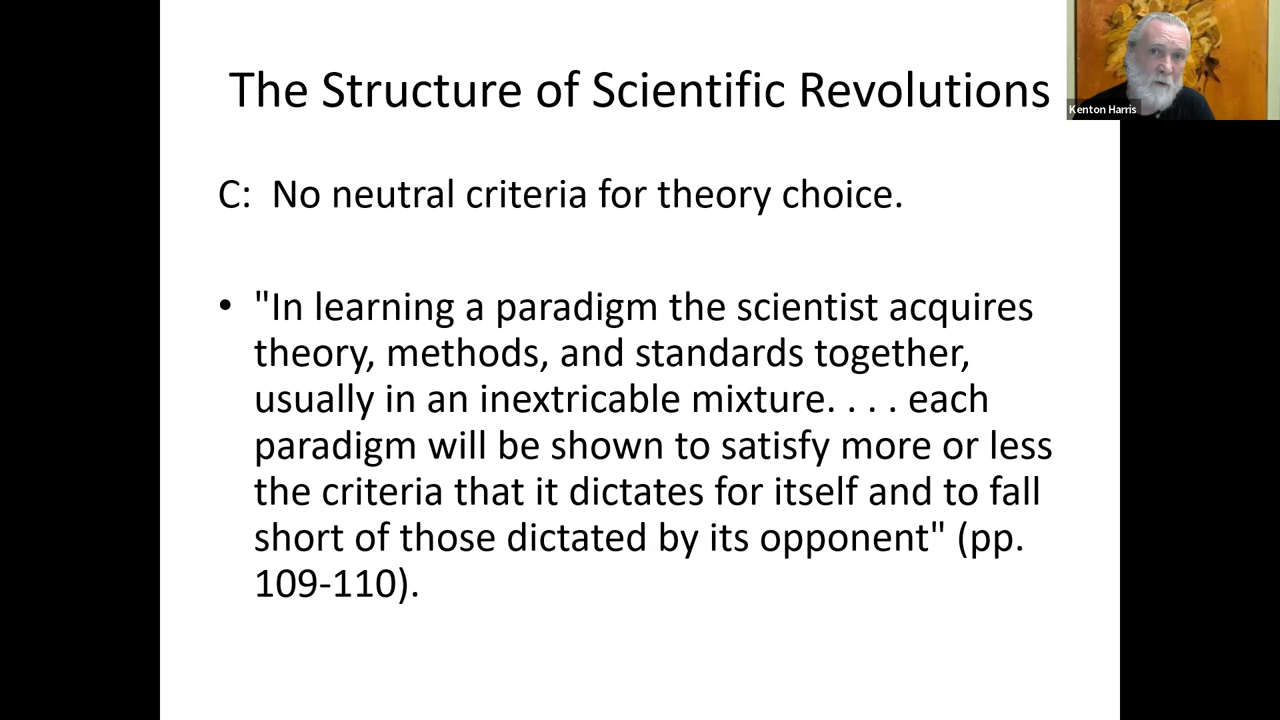 The Structure of Scientific Revolutions
Kenton Harris
C: No neutral criteria for theory choice.
• "In learning a paradigm the scientist acquires
theory, methods, and standards together,
usually in an inextricable mixture. . . . each
paradigm will be shown to satisfy more or less
the criteria that it dictates for itself and to fall
short of those dictated by its opponent" (pp.
109-110).